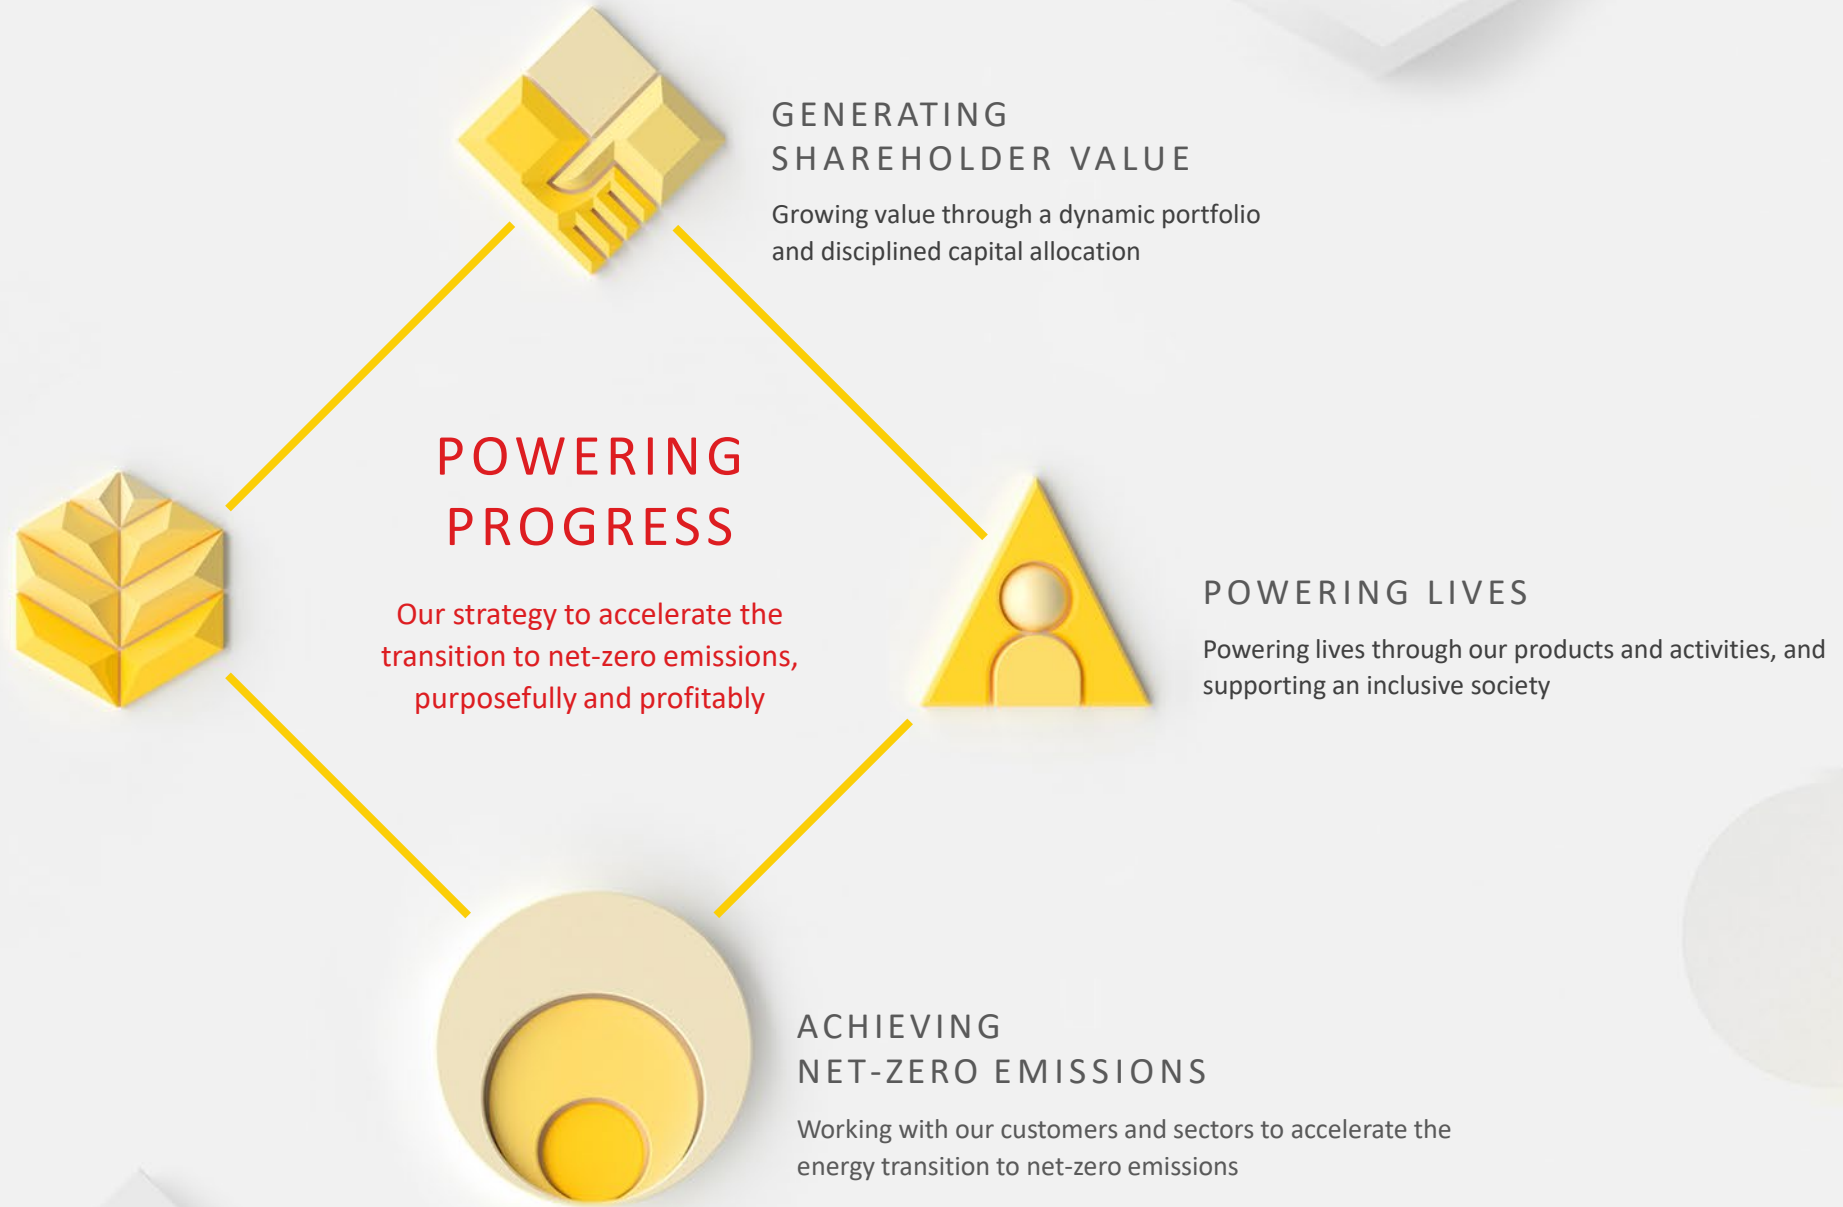 GENERATING
SHAREHOLDER VALUE
Growing value through a dynamic portfolio
and disciplined capital allocation
POWERING
PROGRESS
Our strategy to accelerate the
transition to net-zero emissions,
purposefully and profitably
POWERING LIVES
Powering lives through our products and activities, and
supporting an inclusive society
ACHIEVING
NET-ZERO EMISSIONS
Working with our customers and sectors to accelerate the
energy transition to net-zero emissions